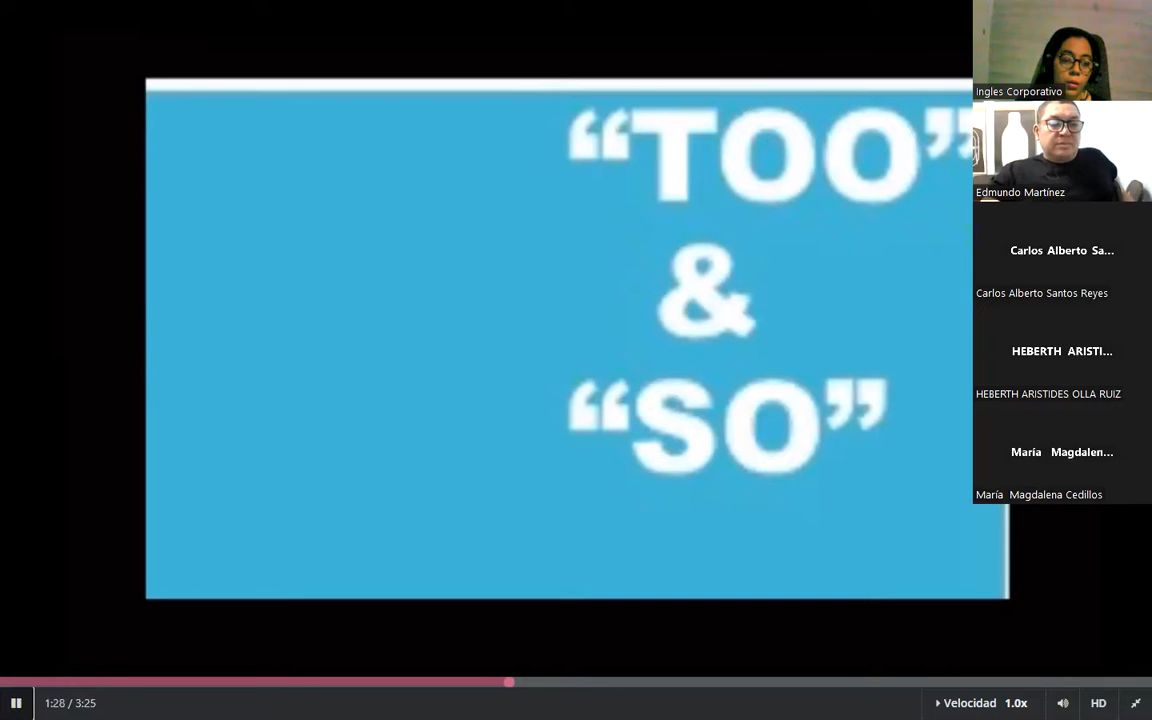 “TOO”
&
“SO”
Ingles Corporativo
Edmundo Martínez
Carlos Alberto Sa...
Carlos Alberto Santos Reyes
HEBERTH ARISTI...
HEBERTH ARISTIDES OLLA RUIZ
María Magdalen...
María Magdalena Cedillos
1:28 / 3:25
Velocidad 1.0x
HD